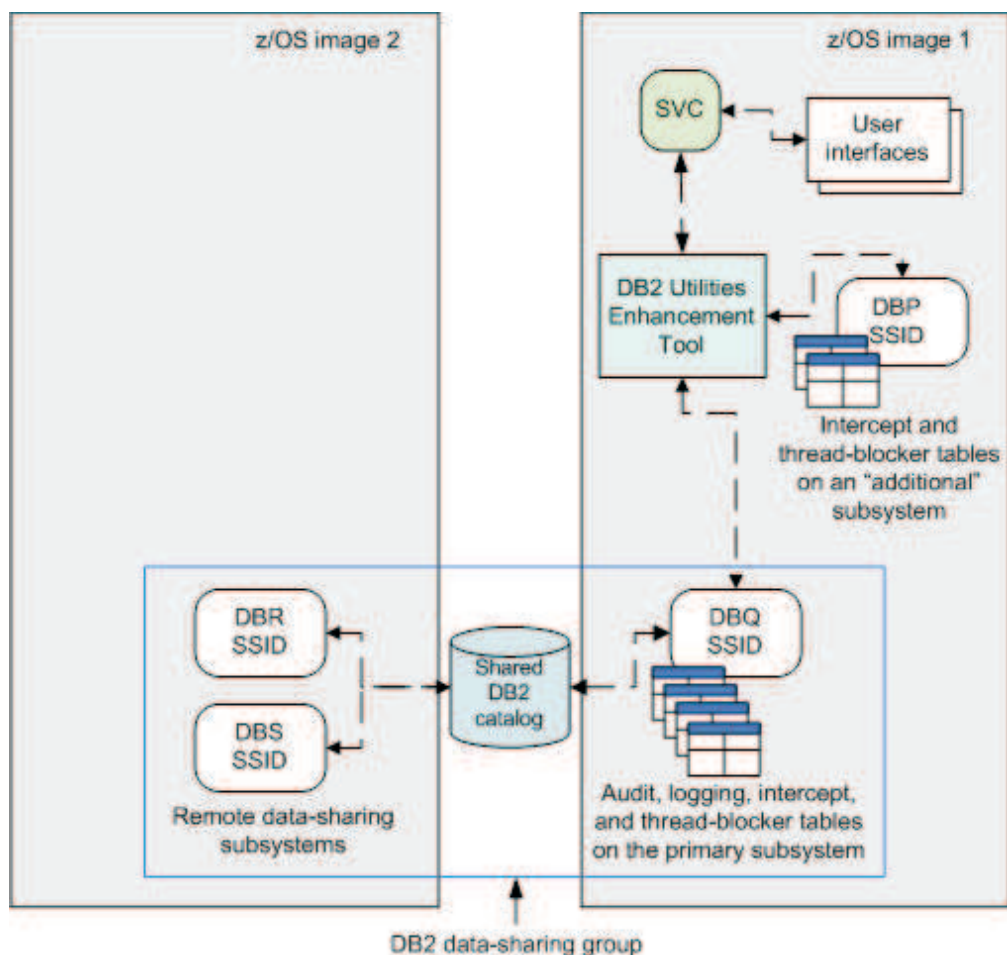 z/OS image 2
z/OS image 1
SVC
User
interfaces
DB2 Utilities
Enhancement
Tool
DBP
SSID
Intercept and
thread-blocker tables
on an “additional”
subsystem
DBR
SSID
DBS
SSID
Remote data-sharing
subsystems
Shared
DB2
catalog
DBQ
SSID
Audit, logging, intercept,
and thread-blocker tables
on the primary subsystem
DB2 data-sharing group